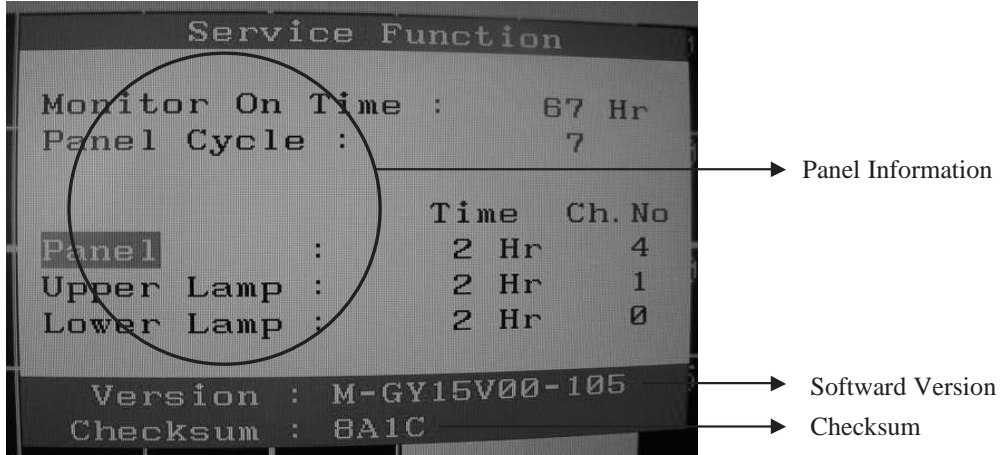 Service Function
Monitor On Time : 67 Hr
Panel Cycle : 7
Panel Information
Time Ch. No
Panel : 2 Hr 4
Upper Lamp : 2 Hr 1
Lower Lamp : 2 Hr 0
Version : M-GY15V00-105 Softward Version
Checksum : 8A1C Checksum